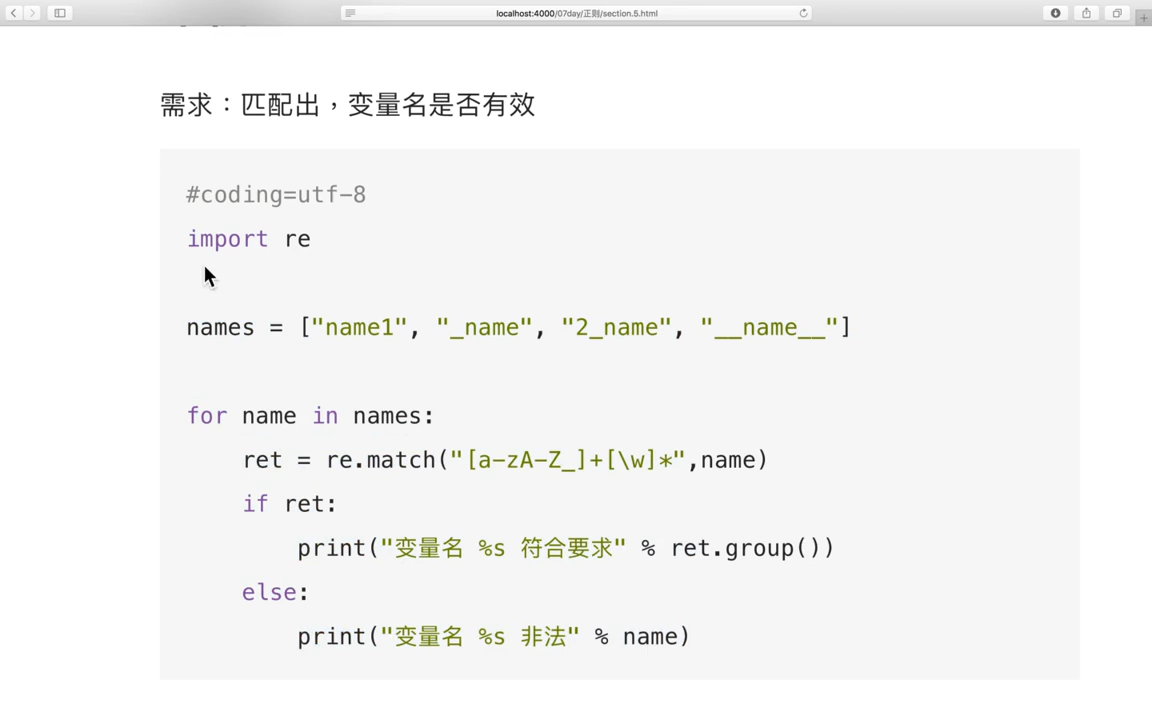 localhost:4000/07day/正则/section.5.html
需求：匹配出，变量名是否有效
#coding=utf-8
import re
names = ["name1", "_name", "2_name", "__name__"]
for name in names:
    ret = re.match("[a-zA-Z_]+[\w]*",name)
    if ret:
        print("变量名 %s 符合要求" % ret.group())
    else:
        print("变量名 %s 非法" % name)